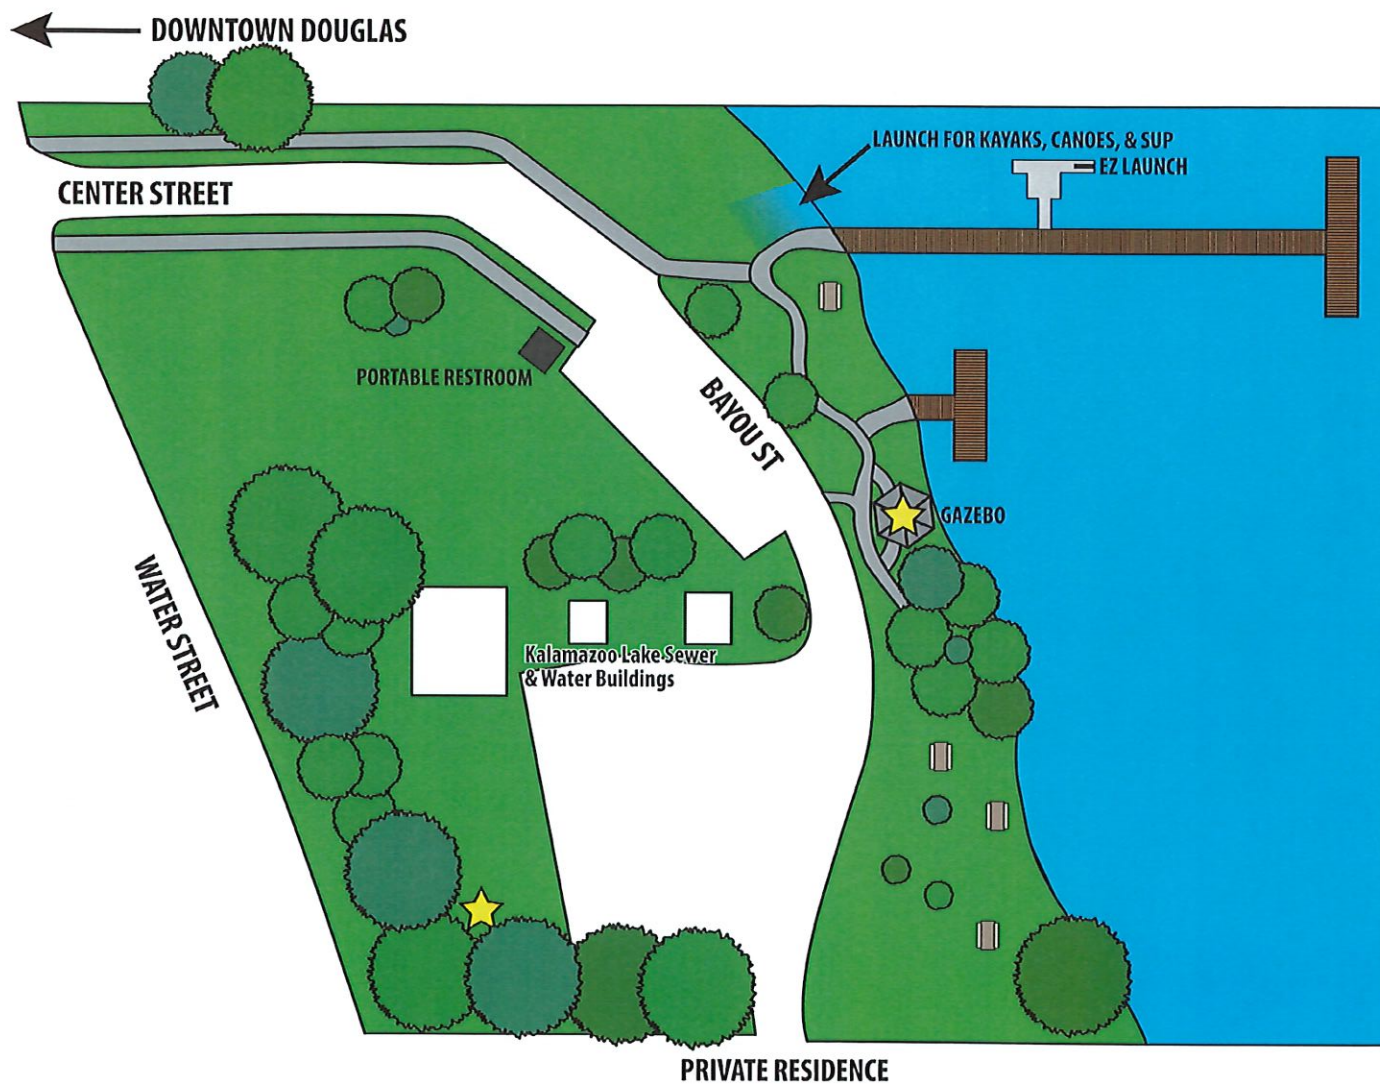 DOWNTOWN DOUGLAS
LAUNCH FOR KAYAKS, CANOES, & SUP
EZ LAUNCH
CENTER STREET
PORTABLE RESTROOM
BAYOU ST
GAZEBO
WATER STREET
Kalamazoo Lake Sewer
& Water Buildings
PRIVATE RESIDENCE